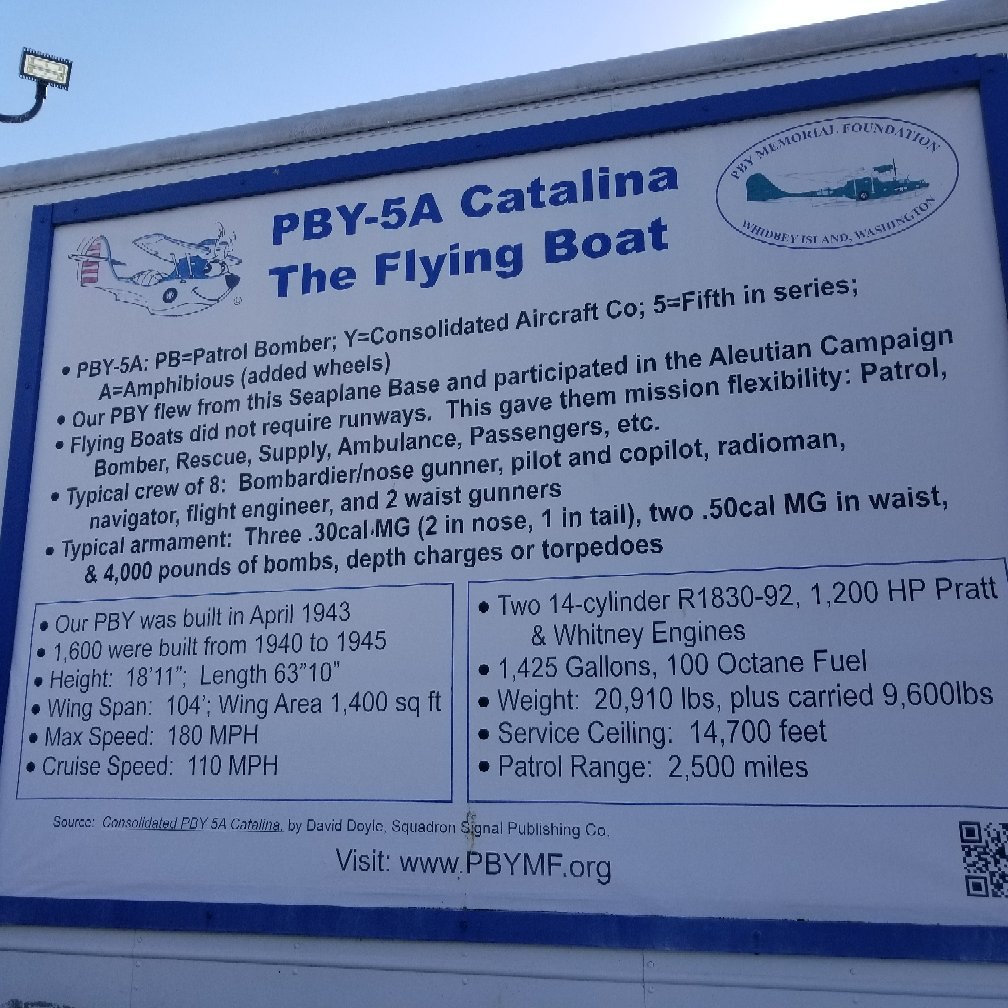 PBY-5A Catalina
The Flying Boat
PBY MEMORIAL FOUNDATION
WHIDBEY ISLAND, WASHINGTON
©
• PBY-5A: PB=Patrol Bomber; Y=Consolidated Aircraft Co; 5=Fifth in series;
A=Amphibious (added wheels)
• Our PBY flew from this Seaplane Base and participated in the Aleutian Campaign
• Flying Boats did not require runways. This gave them mission flexibility: Patrol,
Bomber, Rescue, Supply, Ambulance, Passengers, etc.
• Typical crew of 8: Bombardier/nose gunner, pilot and copilot, radioman,
navigator, flight engineer, and 2 waist gunners
• Typical armament: Three .30cal MG (2 in nose, 1 in tail), two .50cal MG in waist,
& 4,000 pounds of bombs, depth charges or torpedoes
• Our PBY was built in April 1943
• 1,600 were built from 1940 to 1945
• Height: 18'11"; Length 63"10"
• Wing Span: 104'; Wing Area 1,400 sq ft
• Max Speed: 180 MPH
• Cruise Speed: 110 MPH
• Two 14-cylinder R1830-92, 1,200 HP Pratt
& Whitney Engines
• 1,425 Gallons, 100 Octane Fuel
• Weight: 20,910 lbs, plus carried 9,600lbs
• Service Ceiling: 14,700 feet
• Patrol Range: 2,500 miles
Source: Consolidated PBY 5A Catalina, by David Doyle, Squadron Signal Publishing Co.
Visit: www.PBYMF.org